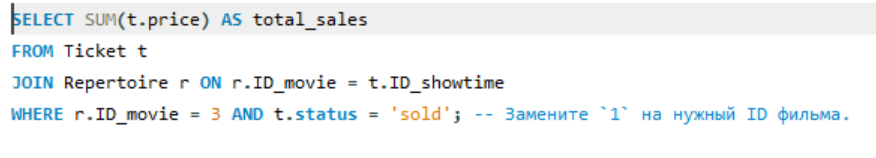 SELECT SUM(t.price) AS total_sales
FROM Ticket t
JOIN Repertoire r ON r.ID_movie = t.ID_showtime
WHERE r.ID_movie = 3 AND t.status = 'sold'; -- Замените `1` на нужный ID фильма.